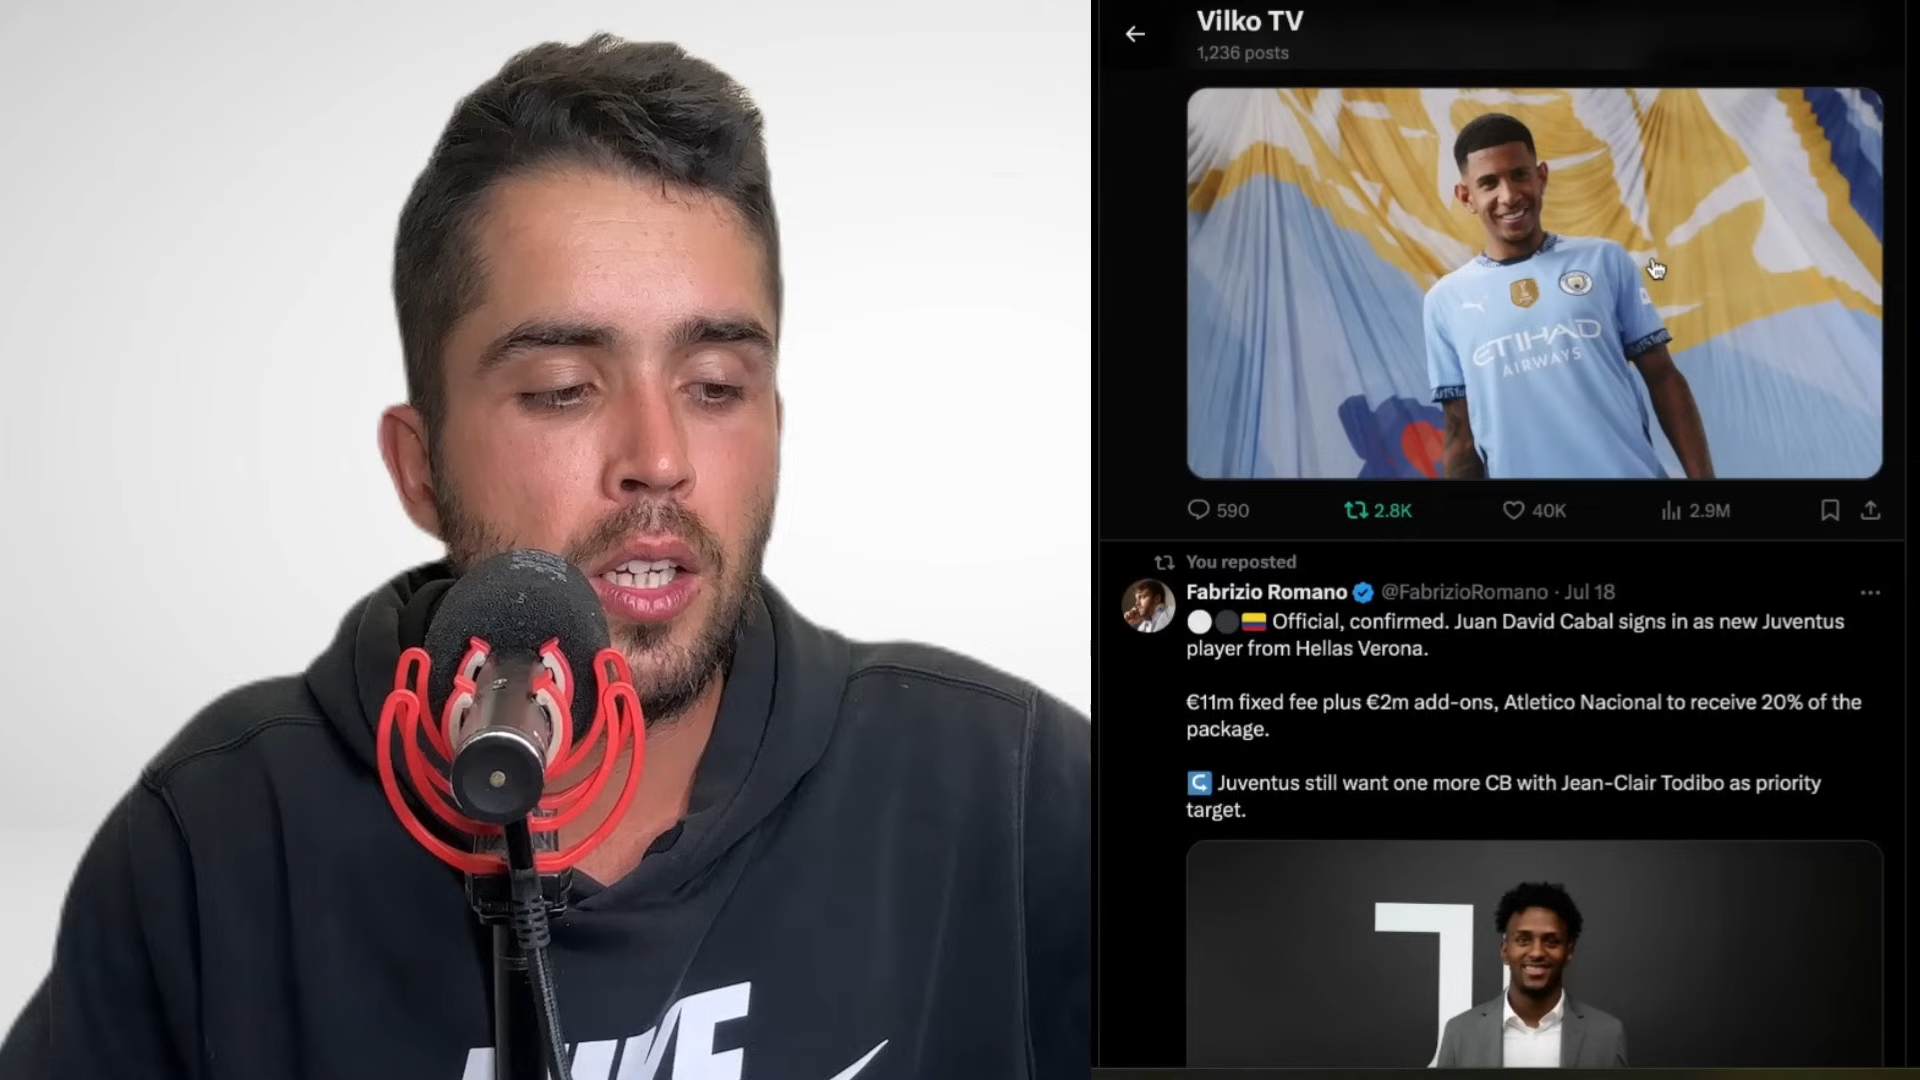 Vilko TV
1,236 posts
ETIHAD
AIRWAYS
590
2.8K
40K
2.9M
You reposted
Fabrizio Romano @FabrizioRomano · Jul 18
Official, confirmed. Juan David Cabal signs in as new Juventus
player from Hellas Verona.
€11m fixed fee plus €2m add-ons, Atletico Nacional to receive 20% of the
package.
Juventus still want one more CB with Jean-Clair Todibo as priority
target.
NIKE